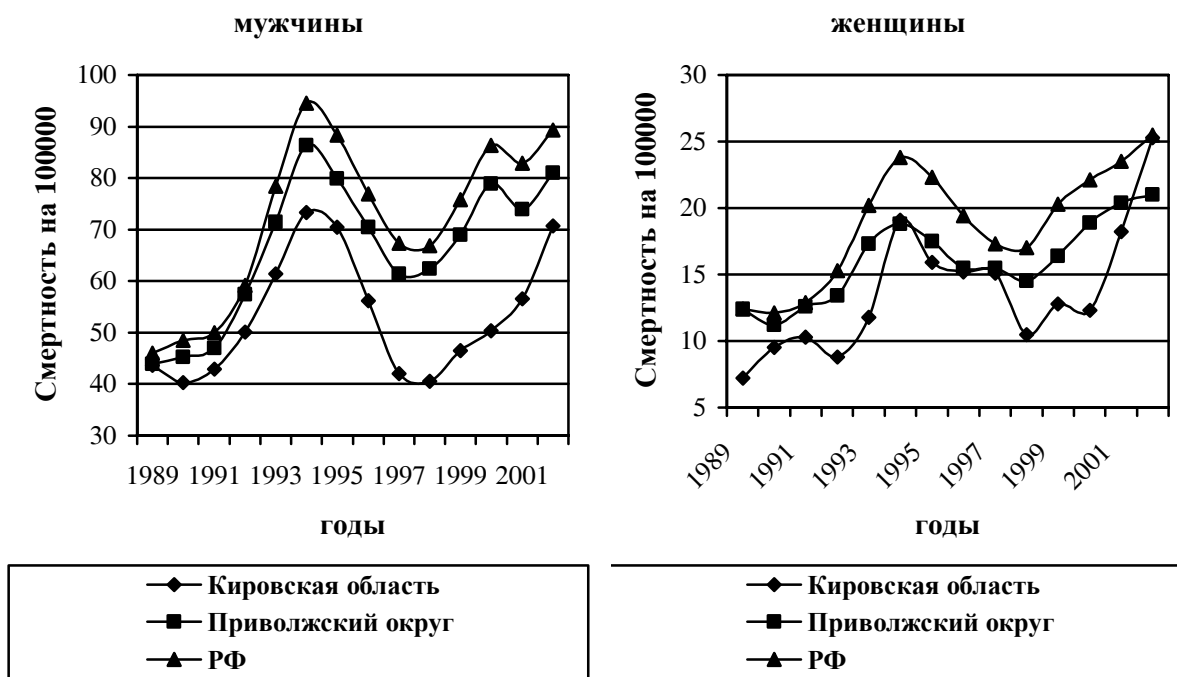 мужчины
Смертность на 100000
100
90
80
70
60
50
40
30
1989 1991 1993 1995 1997 1999 2001
годы
Кировская область
Приволжский округ
РФ
женщины
Смертность на 100000
30
25
20
15
10
5
1989 1991 1993 1995 1997 1999 2001
годы
Кировская область
Приволжский округ
РФ